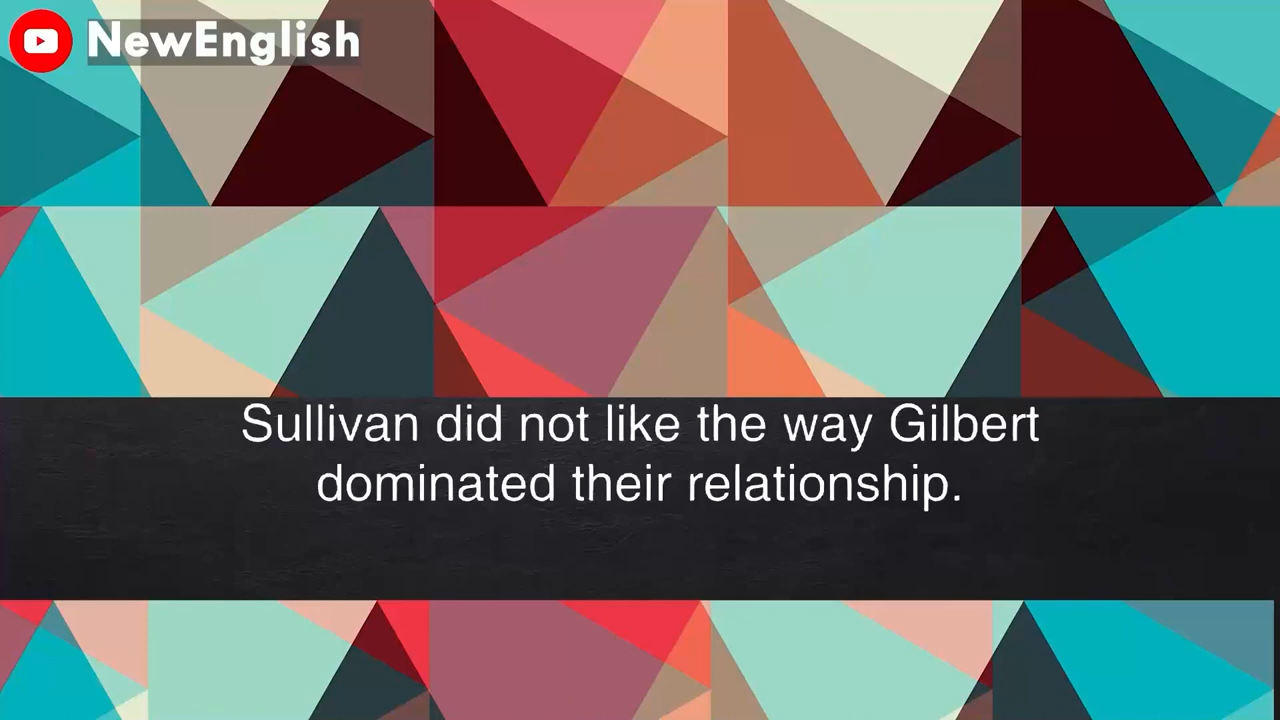 NewEnglish
Sullivan did not like the way Gilbert
dominated their relationship.